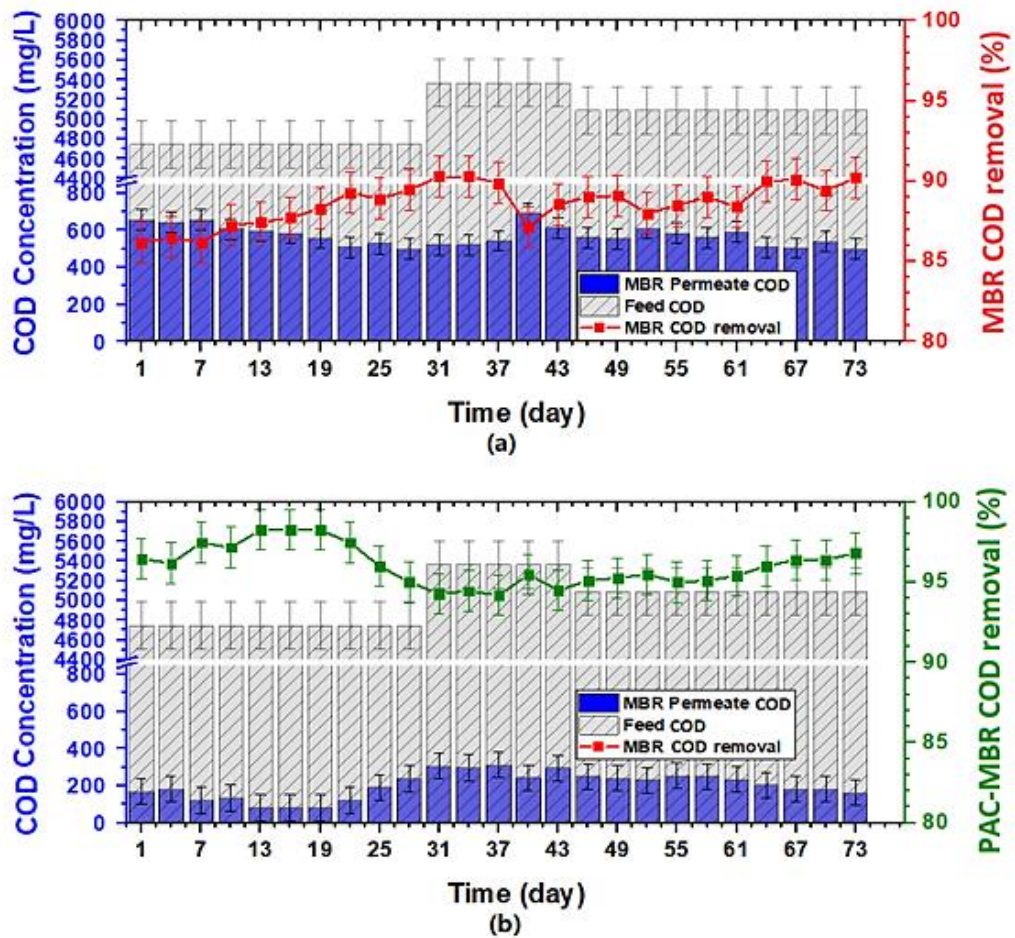 COD Concentration (mg/L)
6000
5800
5600
5400
5200
5000
4800
4600
4400
800
600
400
200
0
100
95
90
85
80
MBR COD removal (%)
MBR Permeate COD
Feed COD
MBR COD removal
1 7 13 19 25 31 37 43 49 55 61 67 73
Time (day)
(a)
COD Concentration (mg/L)
6000
5800
5600
5400
5200
5000
4800
4600
4400
800
600
400
200
0
100
95
90
85
80
PAC-MBR COD removal (%)
MBR Permeate COD
Feed COD
MBR COD removal
1 7 13 19 25 31 37 43 49 55 61 67 73
Time (day)
(b)